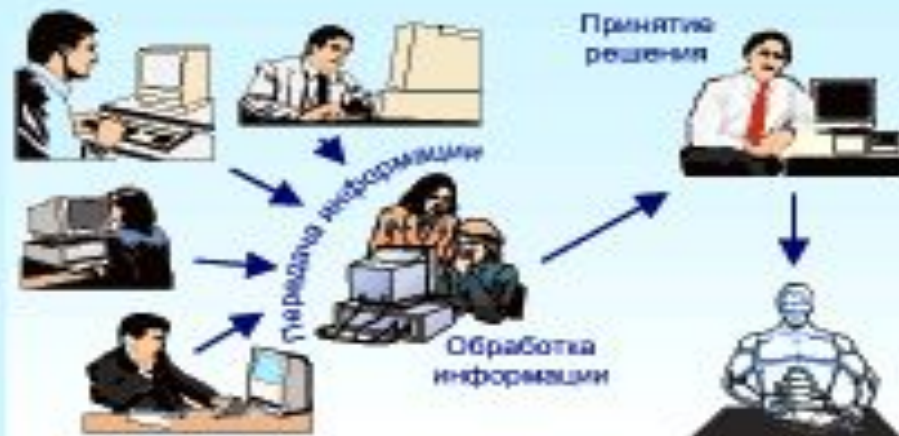 Принятие
решения
Передача информации
Обработка
информации